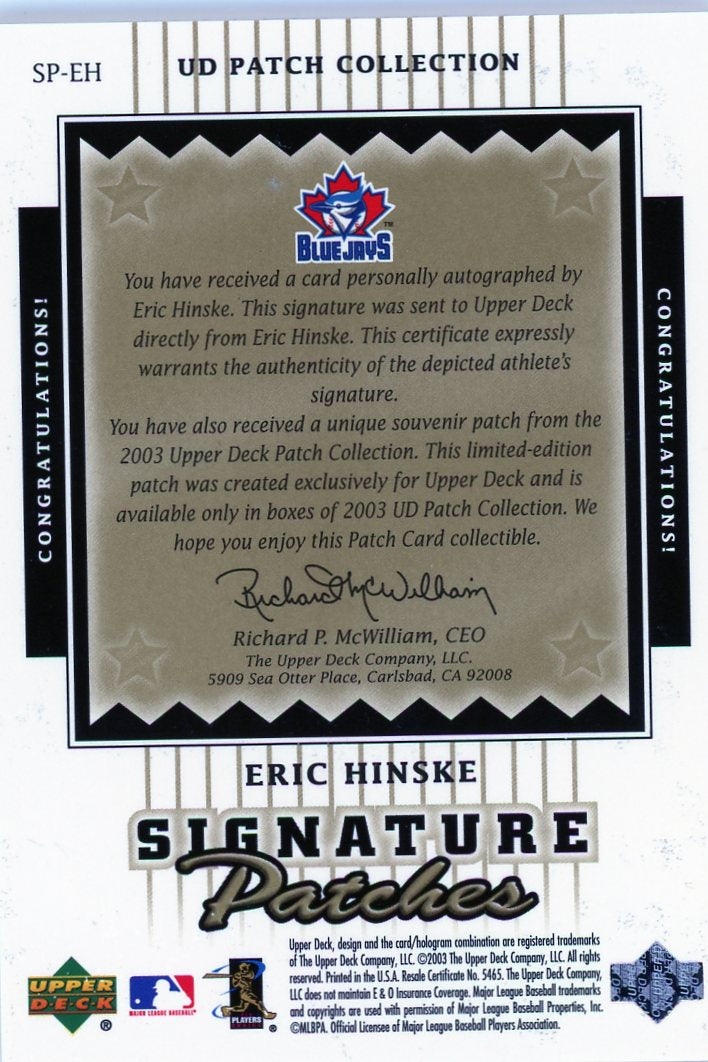 SP-EH
UD PATCH COLLECTION
BLUE JAYS
TM
CONGRATULATIONS!
CONGRATULATIONS!
You have received a card personally autographed by
Eric Hinske. This signature was sent to Upper Deck
directly from Eric Hinske. This certificate expressly
warrants the authenticity of the depicted athlete's
signature.
You have also received a unique souvenir patch from the
2003 Upper Deck Patch Collection. This limited-edition
patch was created exclusively for Upper Deck and is
available only in boxes of 2003 UD Patch Collection. We
hope you enjoy this Patch Card collectible.
Richard McWilliam
Richard P. McWilliam, CEO
The Upper Deck Company, LLC.
5909 Sea Otter Place, Carlsbad, CA 92008
ERIC HINSKE
SIGNATURE
Patches
Upper Deck, design and the card/hologram combination are registered trademarks
of The Upper Deck Company, LLC. ©2003 The Upper Deck Company, LLC. All rights
reserved. Printed in the U.S.A. Resale Certificate No. 5465. The Upper Deck Company,
LLC does not maintain E & O Insurance Coverage. Major League Baseball trademarks
and copyrights are used with permission of Major League Baseball Properties, Inc.
©MLBPA. Official Licensee of Major League Baseball Players Association.
UPPER
DECK
®
MAJOR LEAGUE BASEBALL
PLAYERS
®